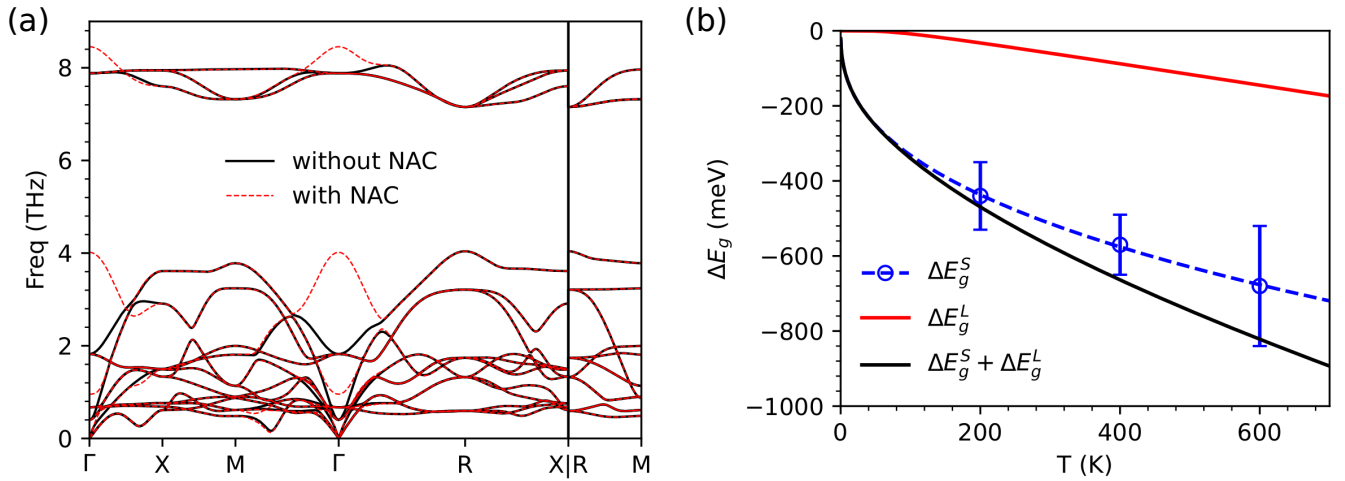 (a)
8
6
4
2
0
Freq (THz)
without NAC
with NAC
Γ X M Γ R X|R M
(b)
0
−200
−400
−600
−800
−1000
ΔE_g (meV)
ΔE_g^S
ΔE_g^L
ΔE_g^S + ΔE_g^L
0 200 400 600
T (K)